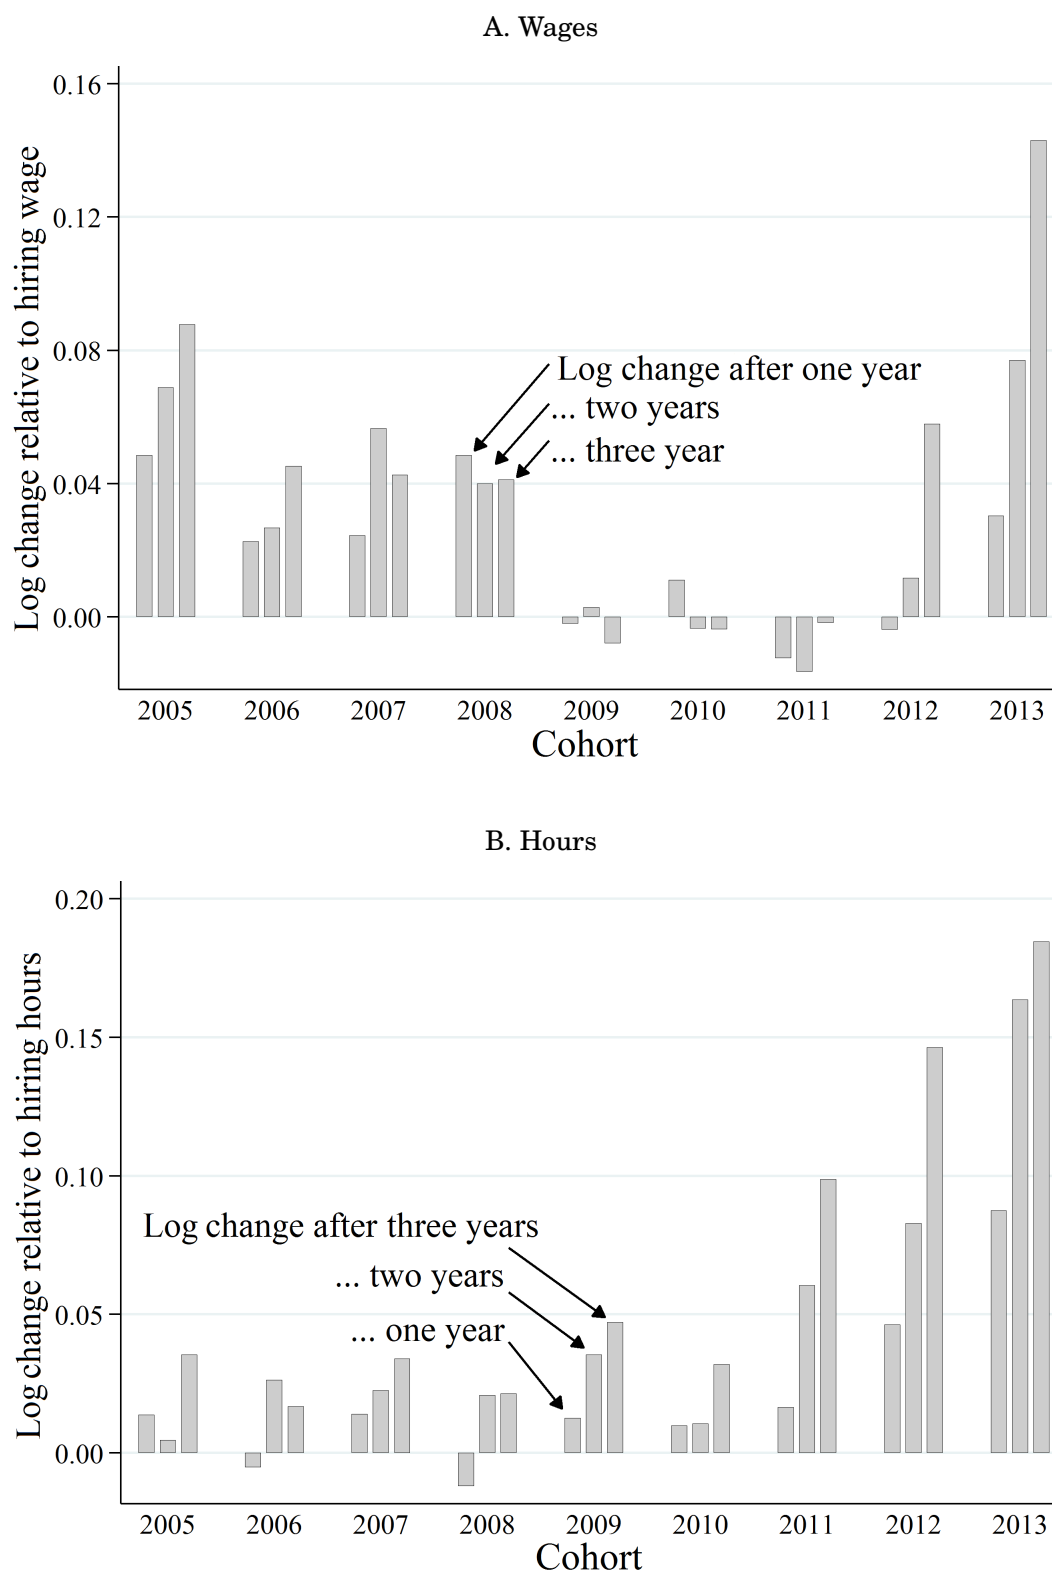 A. Wages
Log change relative to hiring wage
0.16
0.12
0.08
0.04
0.00
Log change after one year
... two years
... three year
2005 2006 2007 2008 2009 2010 2011 2012 2013
Cohort
B. Hours
Log change relative to hiring hours
0.20
0.15
0.10
0.05
0.00
Log change after three years
... two years
... one year
2005 2006 2007 2008 2009 2010 2011 2012 2013
Cohort